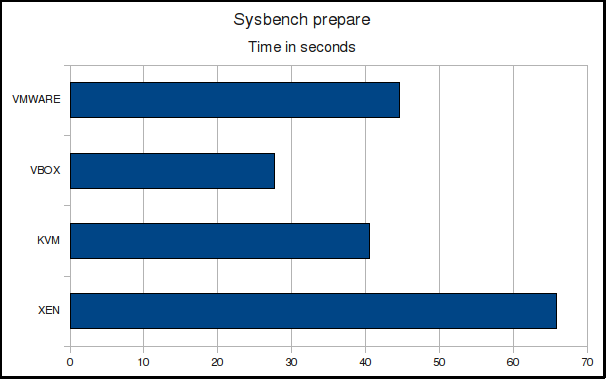 Sysbench prepare
Time in seconds
VMWARE
VBOX
KVM
XEN
0 10 20 30 40 50 60 70